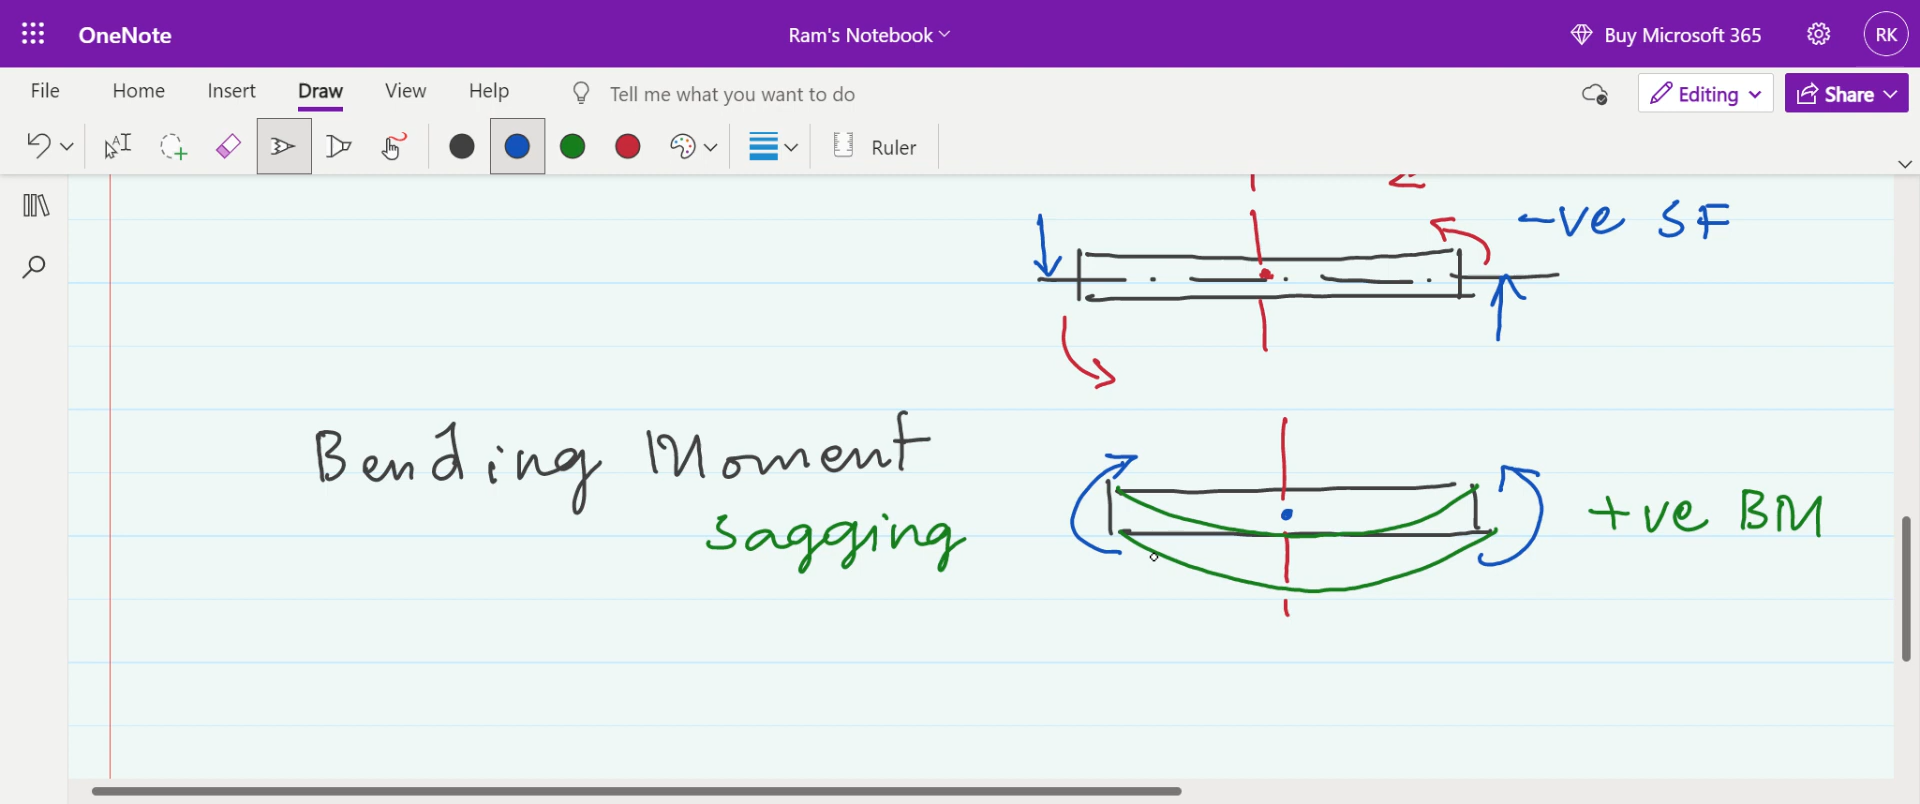 OneNote
Ram's Notebook
Buy Microsoft 365
RK
File Home Insert Draw View Help Tell me what you want to do
Editing Share
Ruler
-ve SF
Bending Moment
Sagging
+ve BM